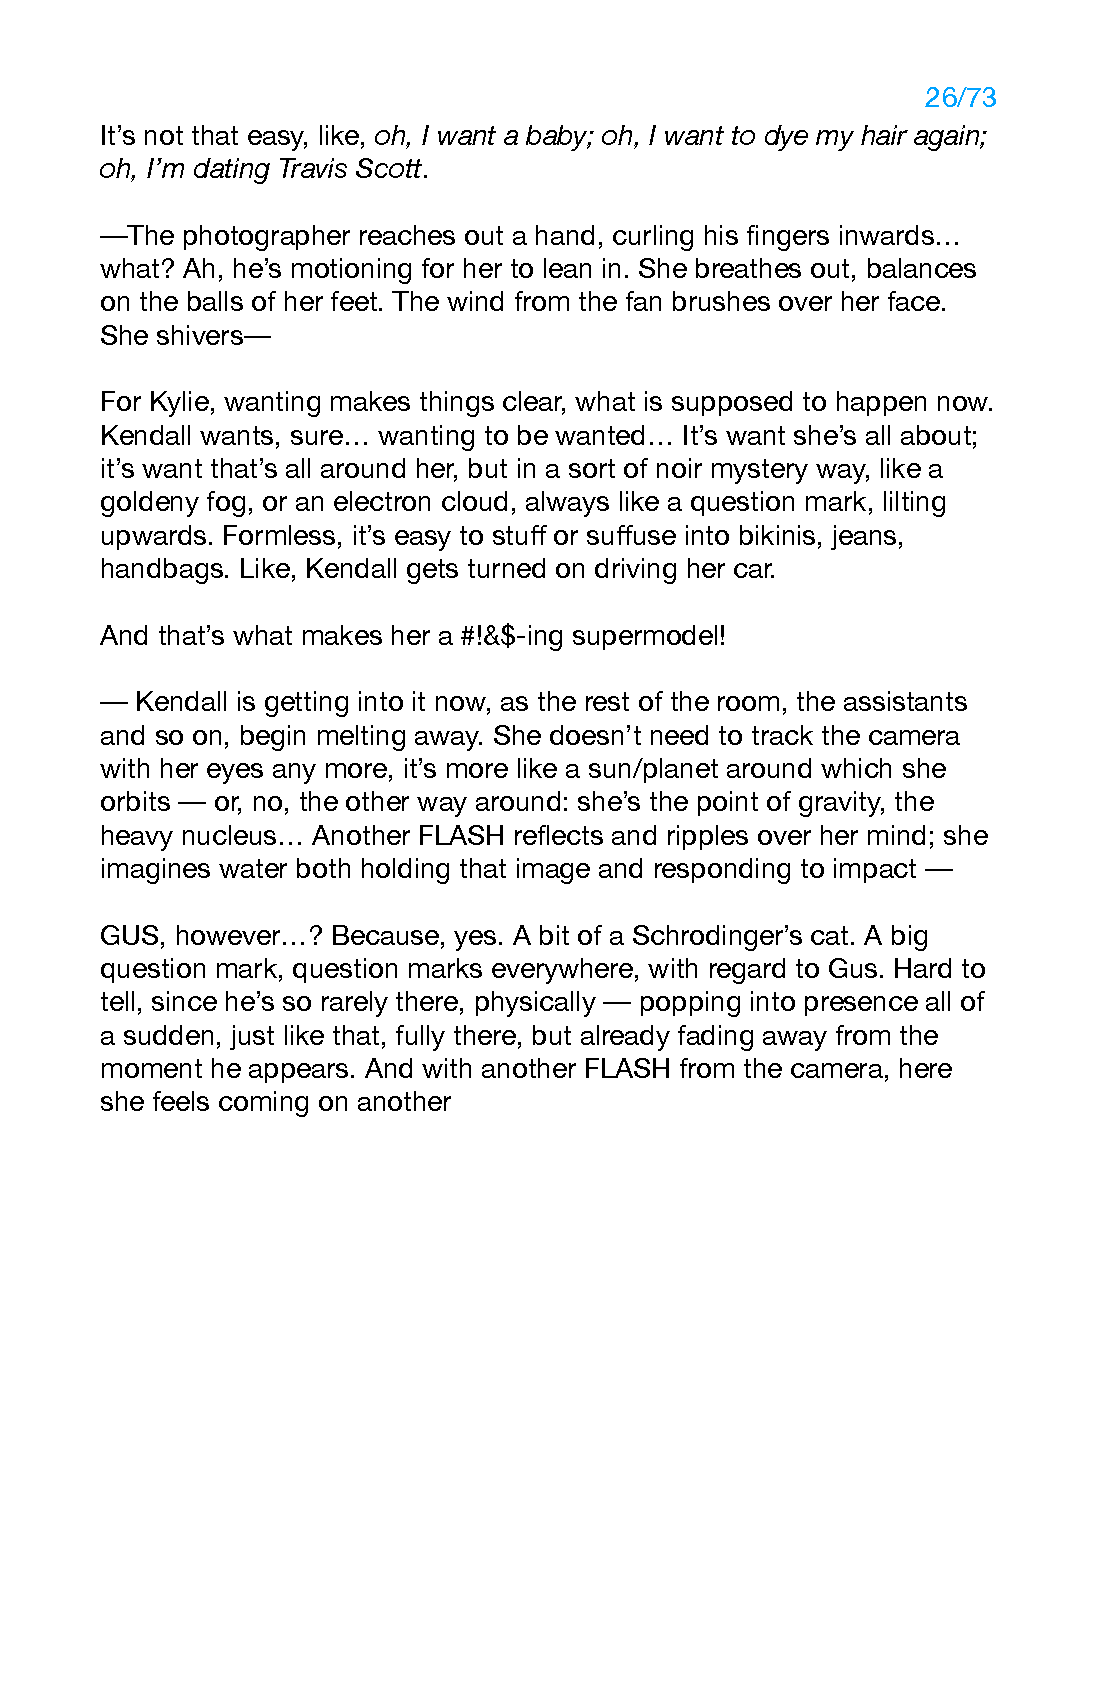 26/73
It’s not that easy, like, oh, I want a baby; oh, I want to dye my hair again;
oh, I’m dating Travis Scott.
—The photographer reaches out a hand, curling his fingers inwards…
what? Ah, he’s motioning for her to lean in. She breathes out, balances
on the balls of her feet. The wind from the fan brushes over her face.
She shivers—
For Kylie, wanting makes things clear, what is supposed to happen now.
Kendall wants, sure… wanting to be wanted… It’s want she’s all about;
it’s want that’s all around her, but in a sort of noir mystery way, like a
goldeny fog, or an electron cloud, always like a question mark, lilting
upwards. Formless, it’s easy to stuff or suffuse into bikinis, jeans,
handbags. Like, Kendall gets turned on driving her car.
And that’s what makes her a #!&$-ing supermodel!
— Kendall is getting into it now, as the rest of the room, the assistants
and so on, begin melting away. She doesn’t need to track the camera
with her eyes any more, it’s more like a sun/planet around which she
orbits — or, no, the other way around: she’s the point of gravity, the
heavy nucleus… Another FLASH reflects and ripples over her mind; she
imagines water both holding that image and responding to impact —
GUS, however…? Because, yes. A bit of a Schrodinger’s cat. A big
question mark, question marks everywhere, with regard to Gus. Hard to
tell, since he’s so rarely there, physically — popping into presence all of
a sudden, just like that, fully there, but already fading away from the
moment he appears. And with another FLASH from the camera, here
she feels coming on another